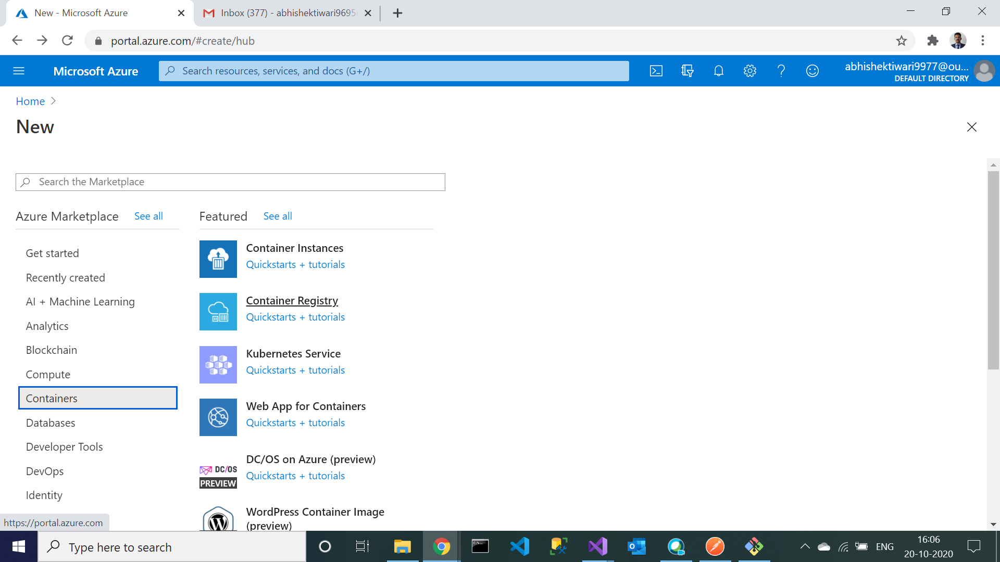 New - Microsoft Azure
Inbox (377) - abhishektiwari9695
portal.azure.com/#create/hub
Microsoft Azure
Search resources, services, and docs (G+/)
abhishektiwari9977@ou...
DEFAULT DIRECTORY
Home
New
Search the Marketplace
Azure Marketplace
See all
Featured
See all
Get started
Recently created
AI + Machine Learning
Analytics
Blockchain
Compute
Containers
Databases
Developer Tools
DevOps
Identity
Container Instances
Quickstarts + tutorials
Container Registry
Quickstarts + tutorials
Kubernetes Service
Quickstarts + tutorials
Web App for Containers
Quickstarts + tutorials
DC/OS
PREVIEW
DC/OS on Azure (preview)
Quickstarts + tutorials
WordPress Container Image
(preview)
https://portal.azure.com
Type here to search
ENG
16:06
20-10-2020